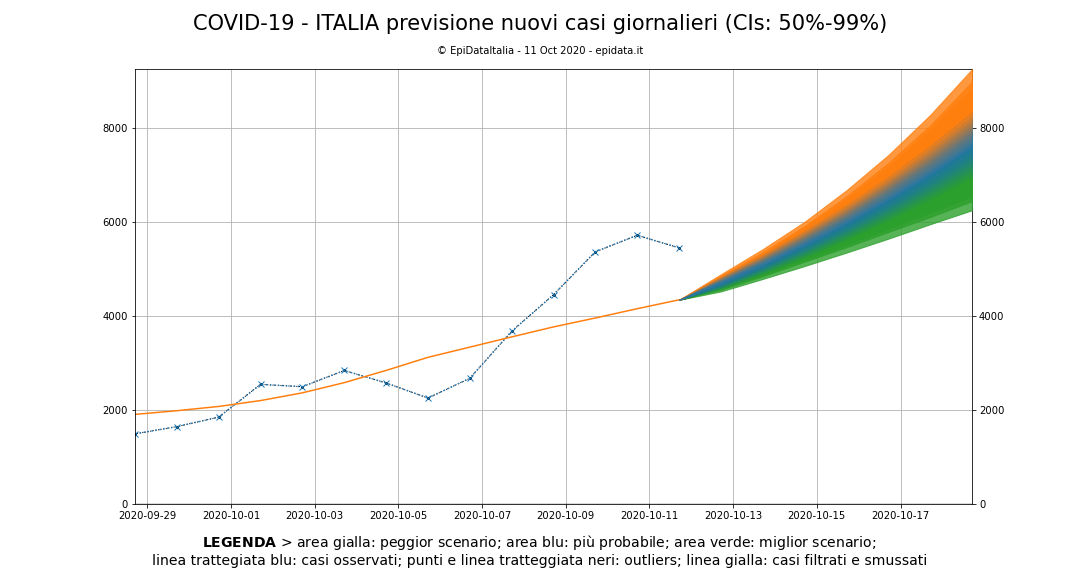 COVID-19 - ITALIA previsione nuovi casi giornalieri (CIs: 50%-99%)
© EpiDataItalia - 11 Oct 2020 - epidata.it
8000 8000
6000 6000
4000 4000
2000 2000
0 0
2020-09-29 2020-10-01 2020-10-03 2020-10-05 2020-10-07 2020-10-09 2020-10-11 2020-10-13 2020-10-15 2020-10-17
LEGENDA > area gialla: peggior scenario; area blu: più probabile; area verde: miglior scenario;
linea trattegiata blu: casi osservati; punti e linea tratteggiata neri: outliers; linea gialla: casi filtrati e smussati